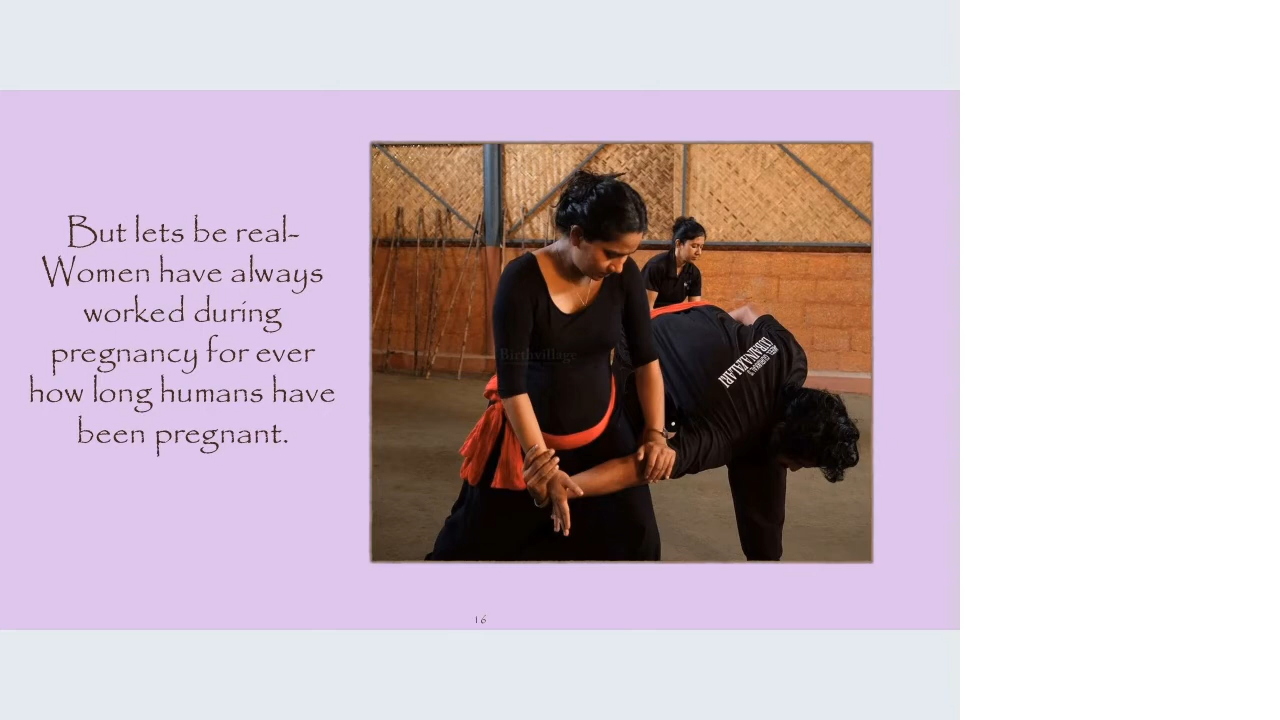 But lets be real-
Women have always
worked during
pregnancy for ever
how long humans have
been pregnant.
Birthvillage
16